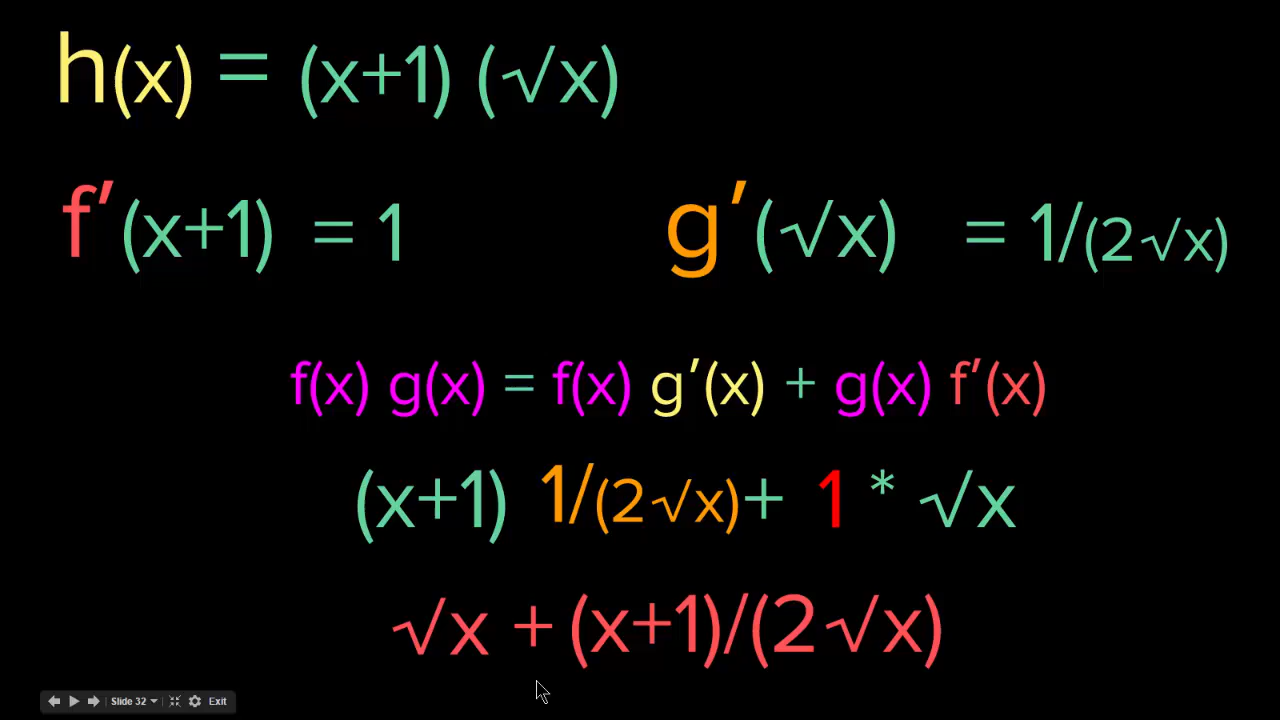 h(x) = (x+1) (√x)
f′(x+1) = 1 g′(√x) = 1/(2√x)
f(x) g(x) = f(x) g′(x) + g(x) f′(x)
(x+1) 1/(2√x)+ 1 * √x
√x + (x+1)/(2√x)
Slide 32 Exit